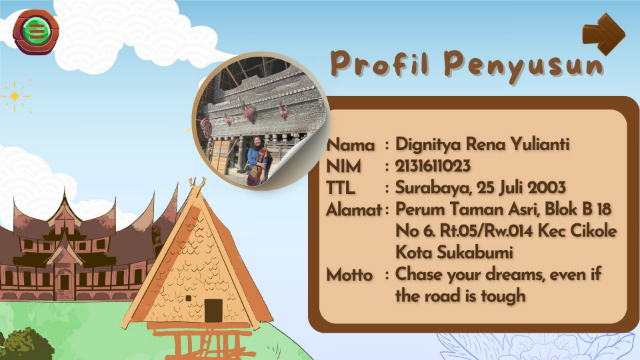 Profil Penyusun
Nama : Dignitya Rena Yulianti
NIM : 2131611023
TTL : Surabaya, 25 Juli 2003
Alamat : Perum Taman Asri, Blok B 18
No 6. Rt.05/Rw.014 Kec Cikole
Kota Sukabumi
Motto : Chase your dreams, even if
the road is tough